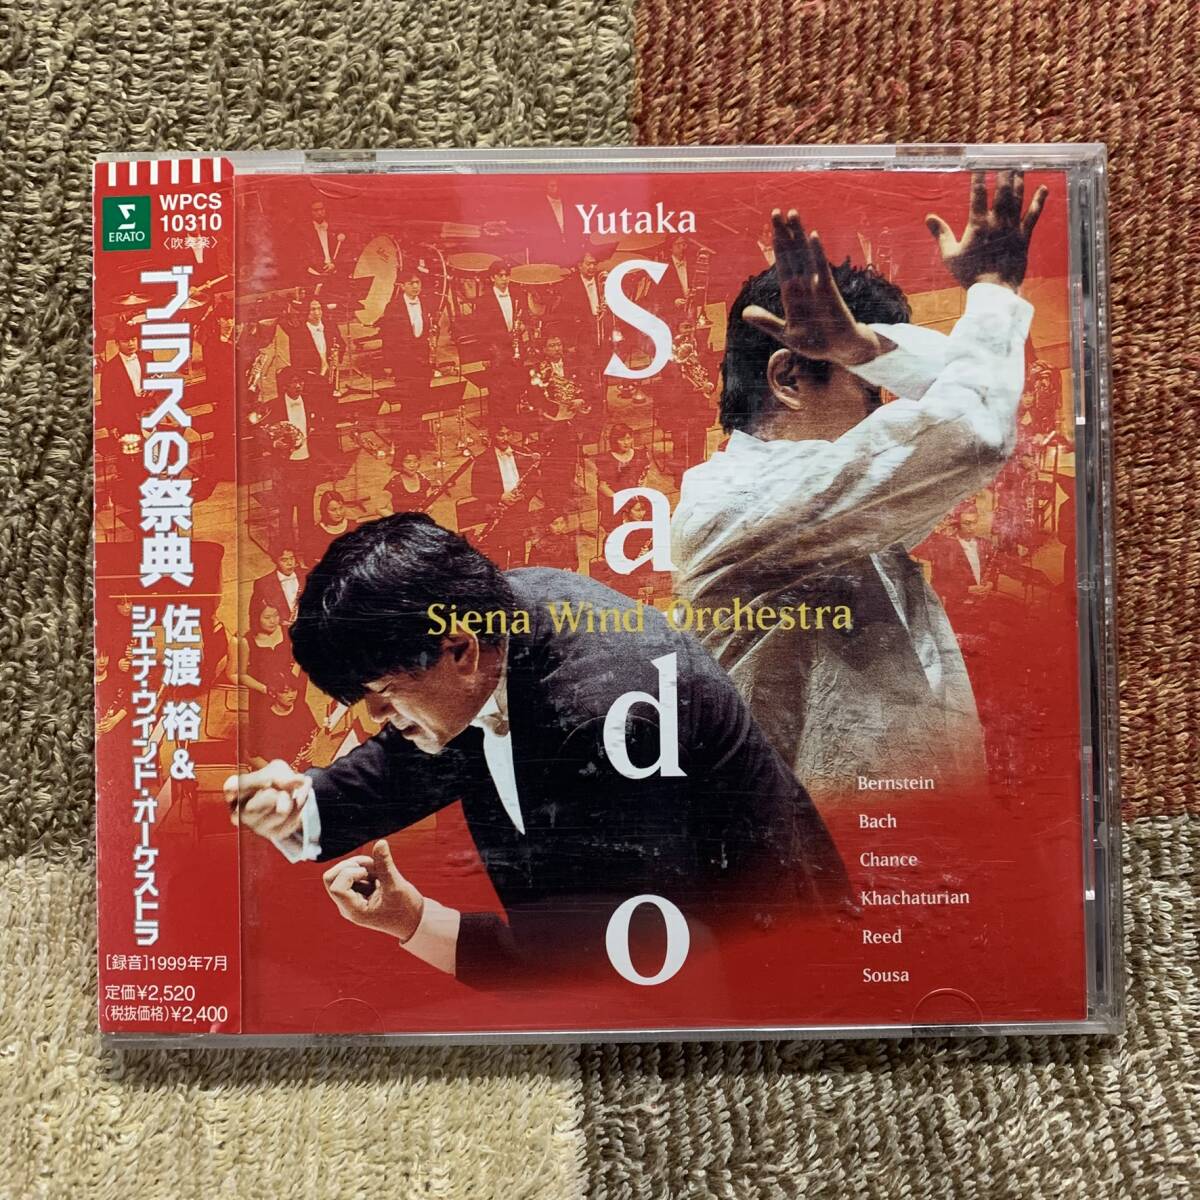 ERATO
WPCS
10310
〈吹奏楽〉
ブラスの祭典
佐渡 裕 &
シエナ・ウインド・オーケストラ
[録音]1999年7月
定価¥2,520
(税抜価格)¥2,400
Yutaka
Sado
Siena Wind Orchestra
Bernstein
Bach
Chance
Khachaturian
Reed
Sousa